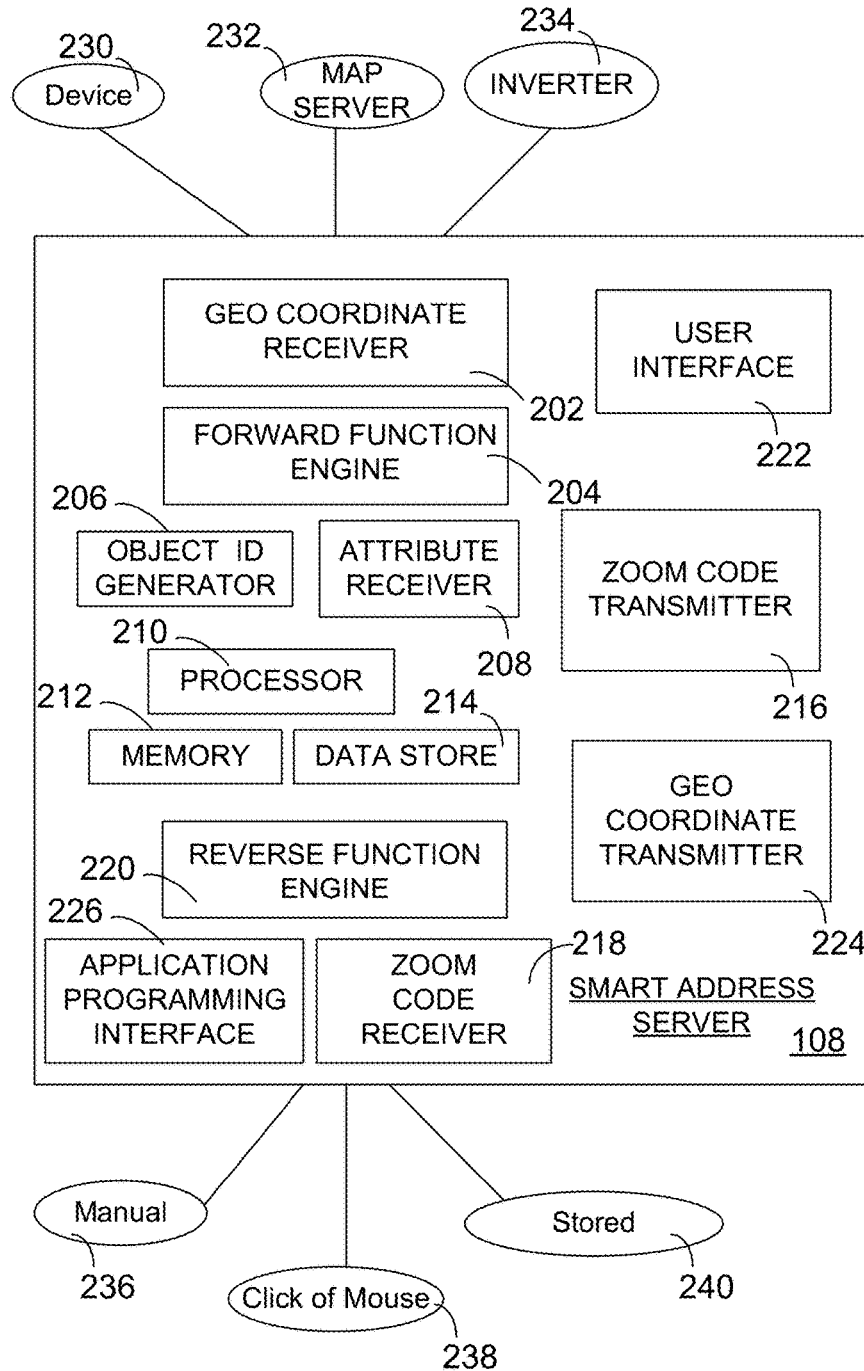 230
232
234
Device
MAP
SERVER
INVERTER
GEO COORDINATE
RECEIVER
202
USER
INTERFACE
222
FORWARD FUNCTION
ENGINE
204
206
OBJECT ID
GENERATOR
ATTRIBUTE
RECEIVER
208
ZOOM CODE
TRANSMITTER
216
210
PROCESSOR
212
MEMORY
214
DATA STORE
GEO
COORDINATE
TRANSMITTER
224
REVERSE FUNCTION
ENGINE
220
226
APPLICATION
PROGRAMMING
INTERFACE
ZOOM
CODE
RECEIVER
218
SMART ADDRESS
SERVER
108
Manual
236
Click of Mouse
238
Stored
240